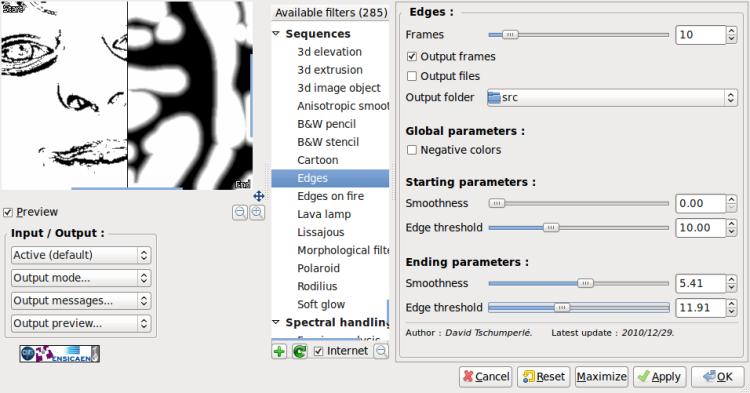 Start
End
Preview
Input / Output :
Active (default)
Output mode...
Output messages...
Output preview...
ENSICAEN
Available filters (285)
Sequences
3d elevation
3d extrusion
3d image object
Anisotropic smoot
B&W pencil
B&W stencil
Cartoon
Edges
Edges on fire
Lava lamp
Lissajous
Morphological filte
Polaroid
Rodilius
Soft glow
Spectral handling
Internet
Edges :
Frames 10
Output frames
Output files
Output folder src
Global parameters :
Negative colors
Starting parameters :
Smoothness 0.00
Edge threshold 10.00
Ending parameters :
Smoothness 5.41
Edge threshold 11.91
Author : David Tschumperlé. Latest update : 2010/12/29.
Cancel Reset Maximize Apply OK